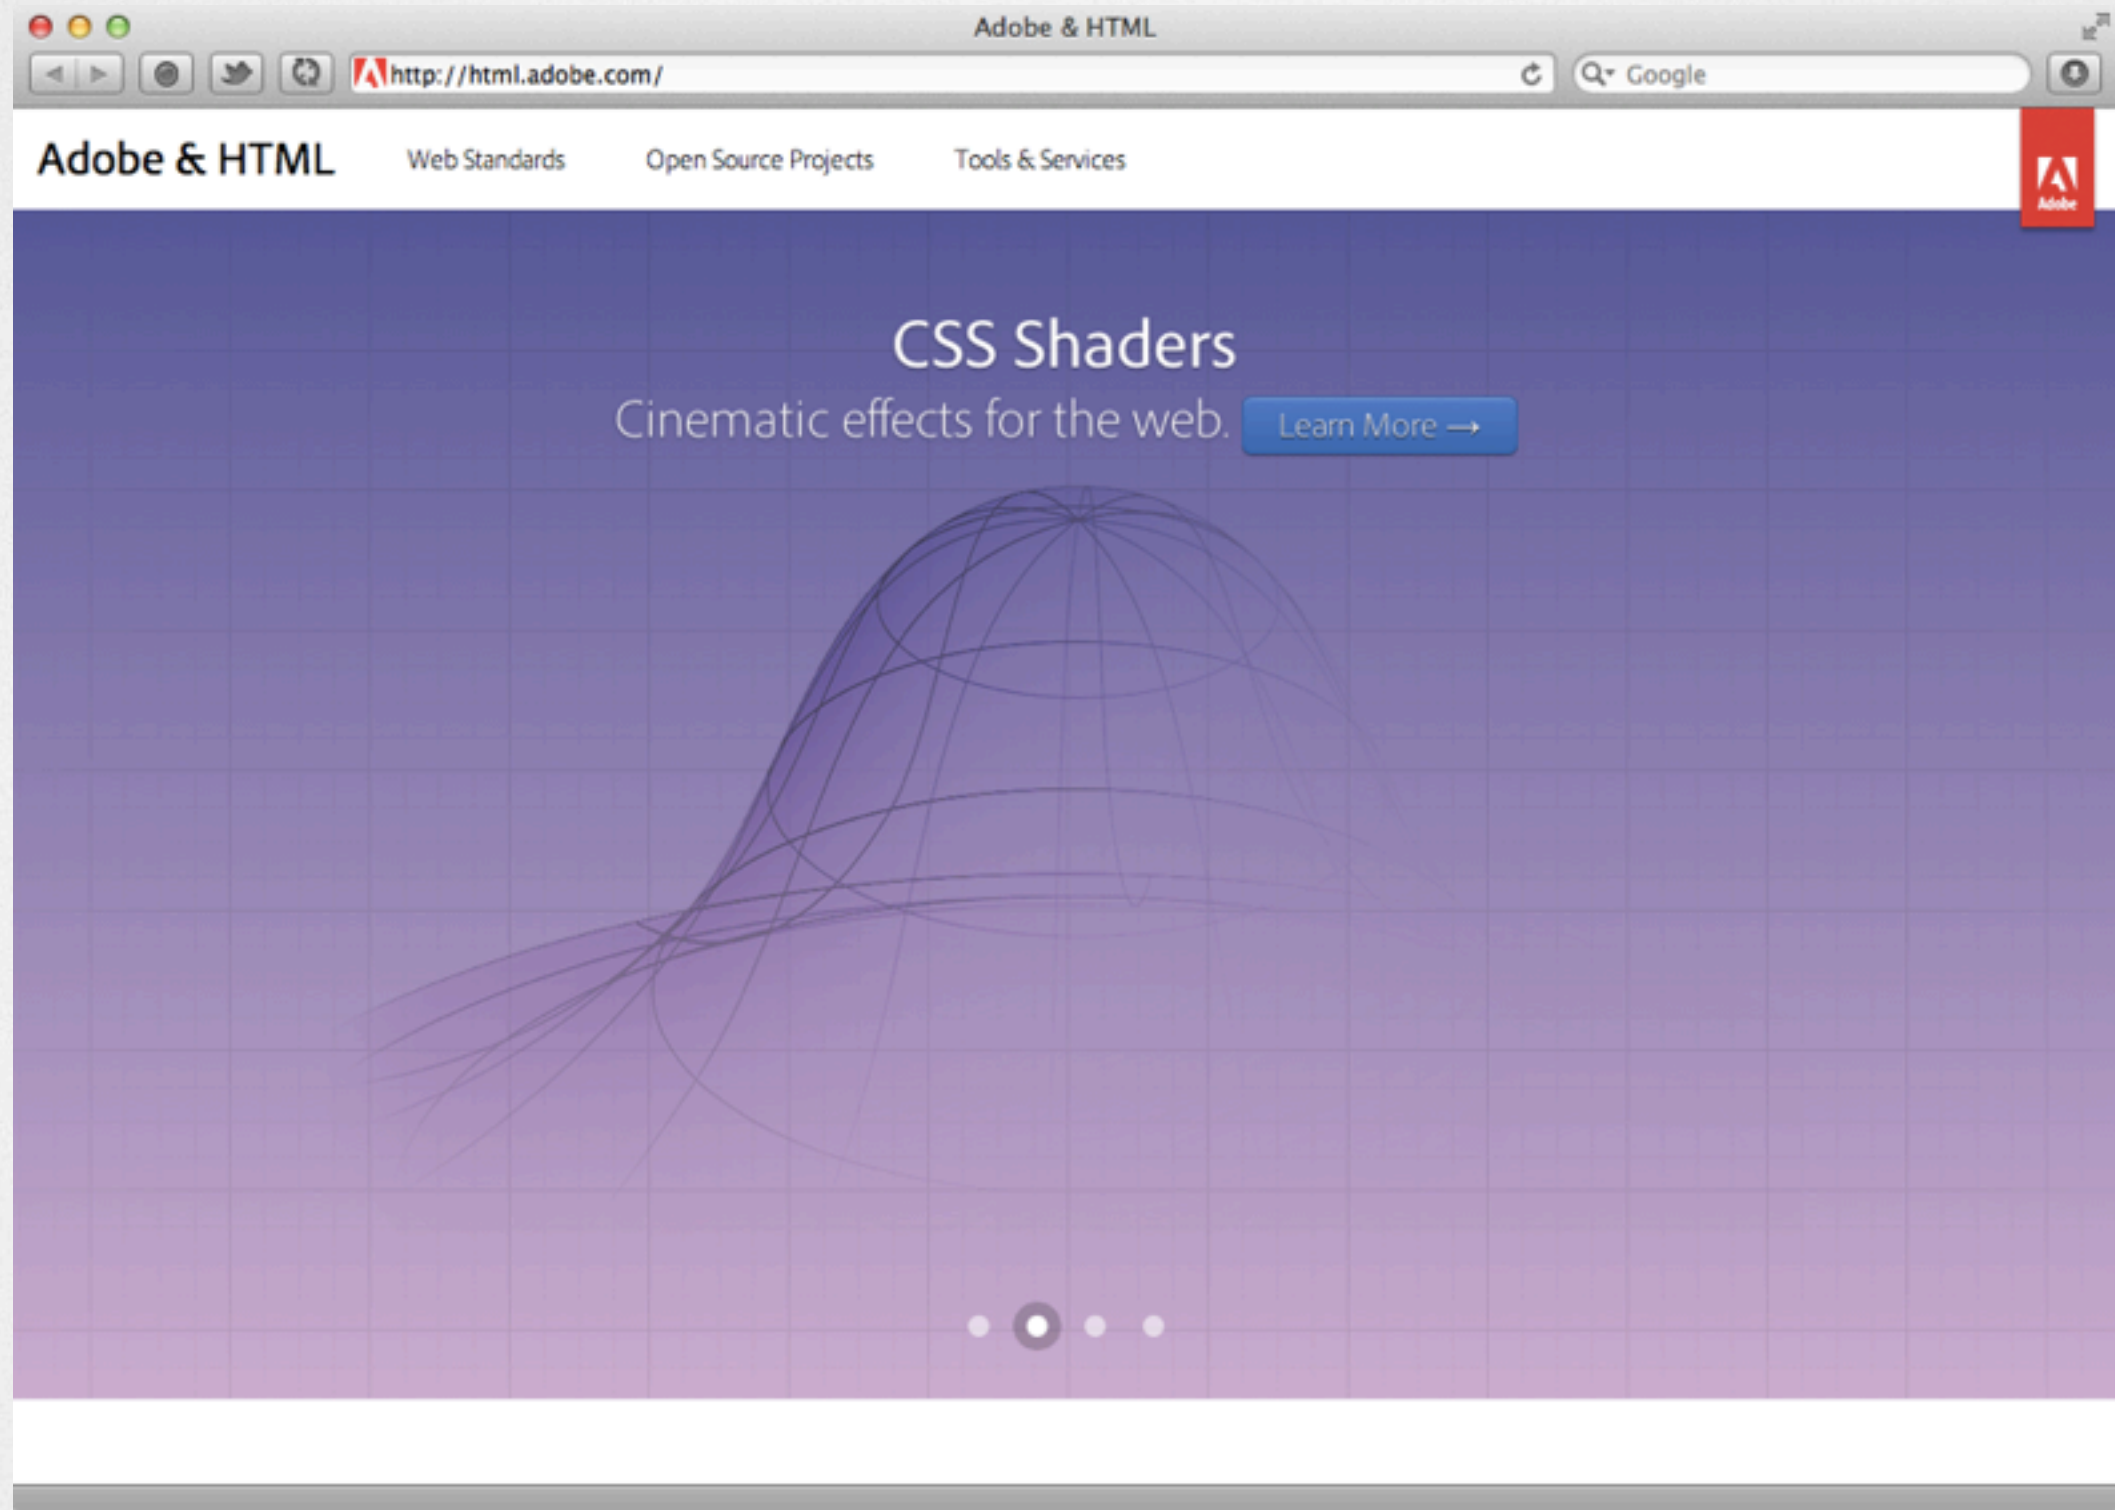 Adobe & HTML
http://html.adobe.com/
Google
Adobe & HTML
Web Standards
Open Source Projects
Tools & Services
Adobe
CSS Shaders
Cinematic effects for the web.
Learn More →